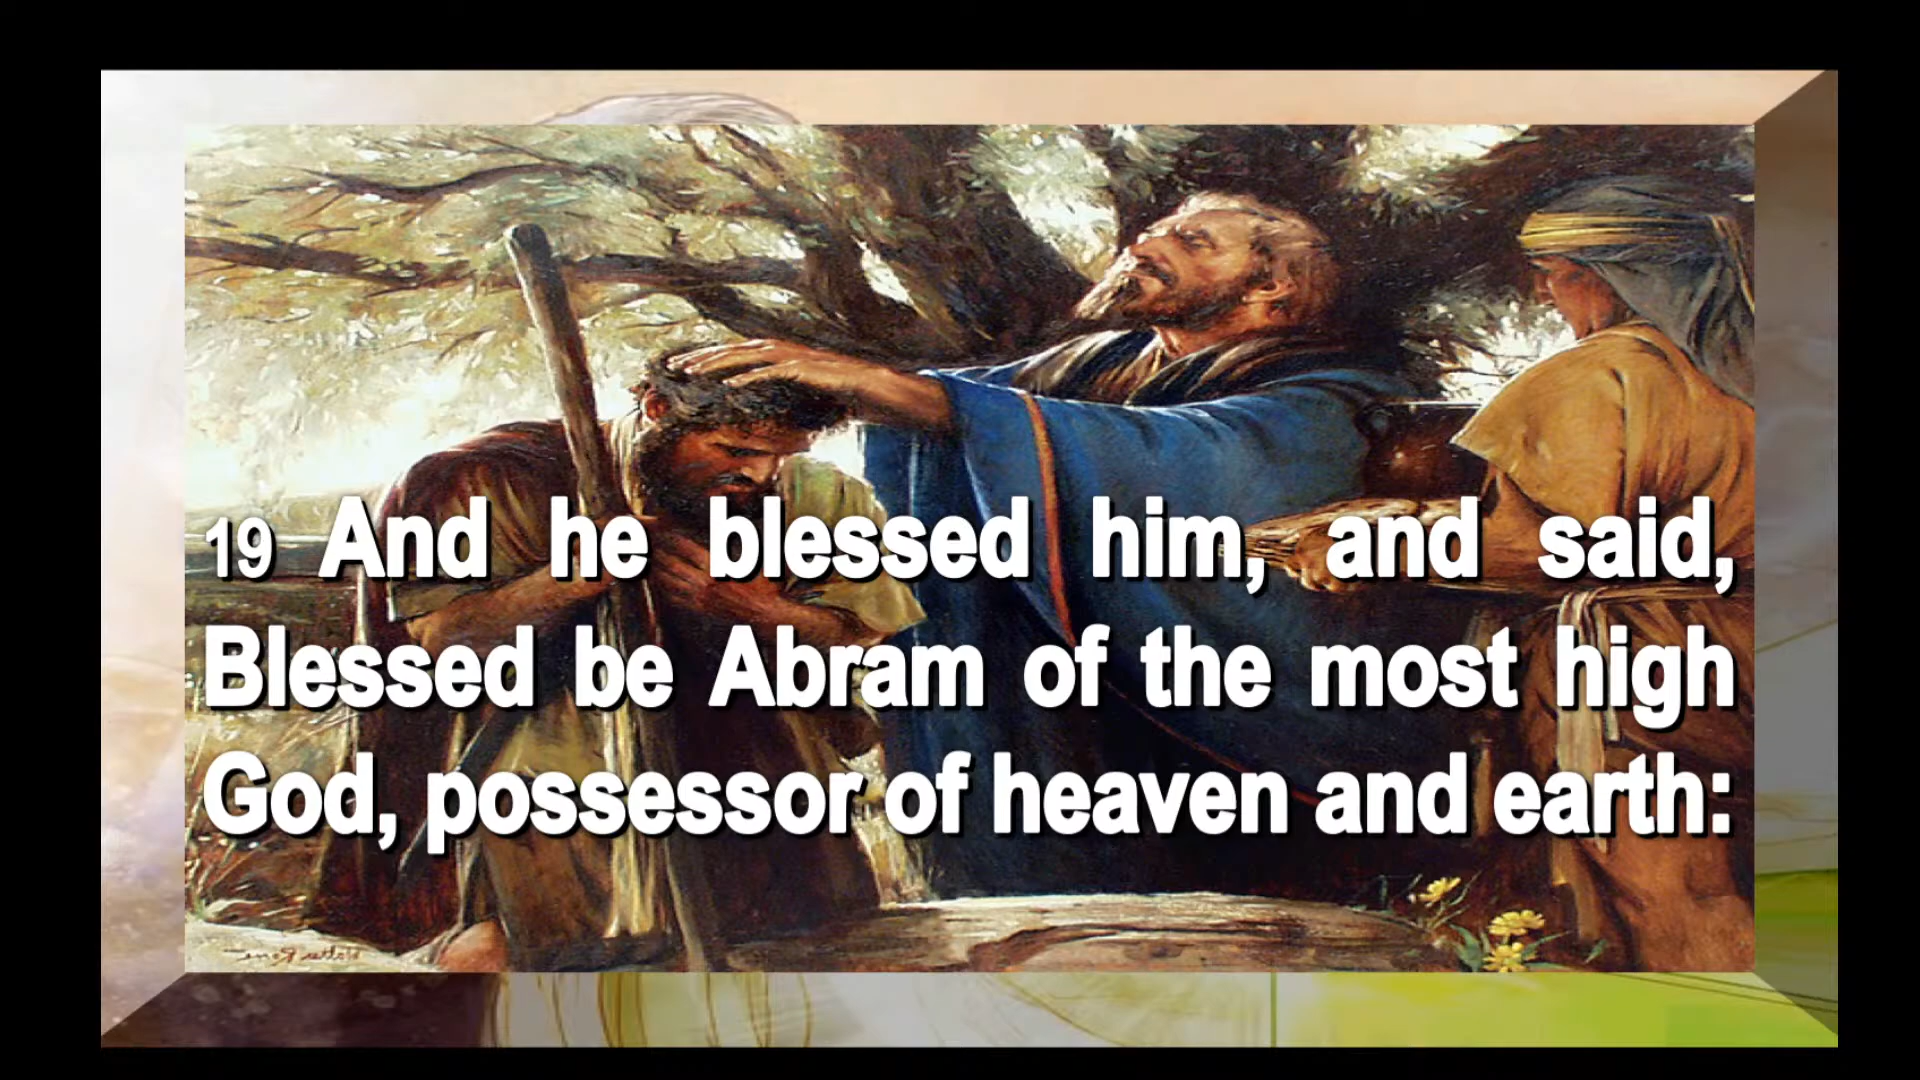 19 And he blessed him, and said,
Blessed be Abram of the most high
God, possessor of heaven and earth: